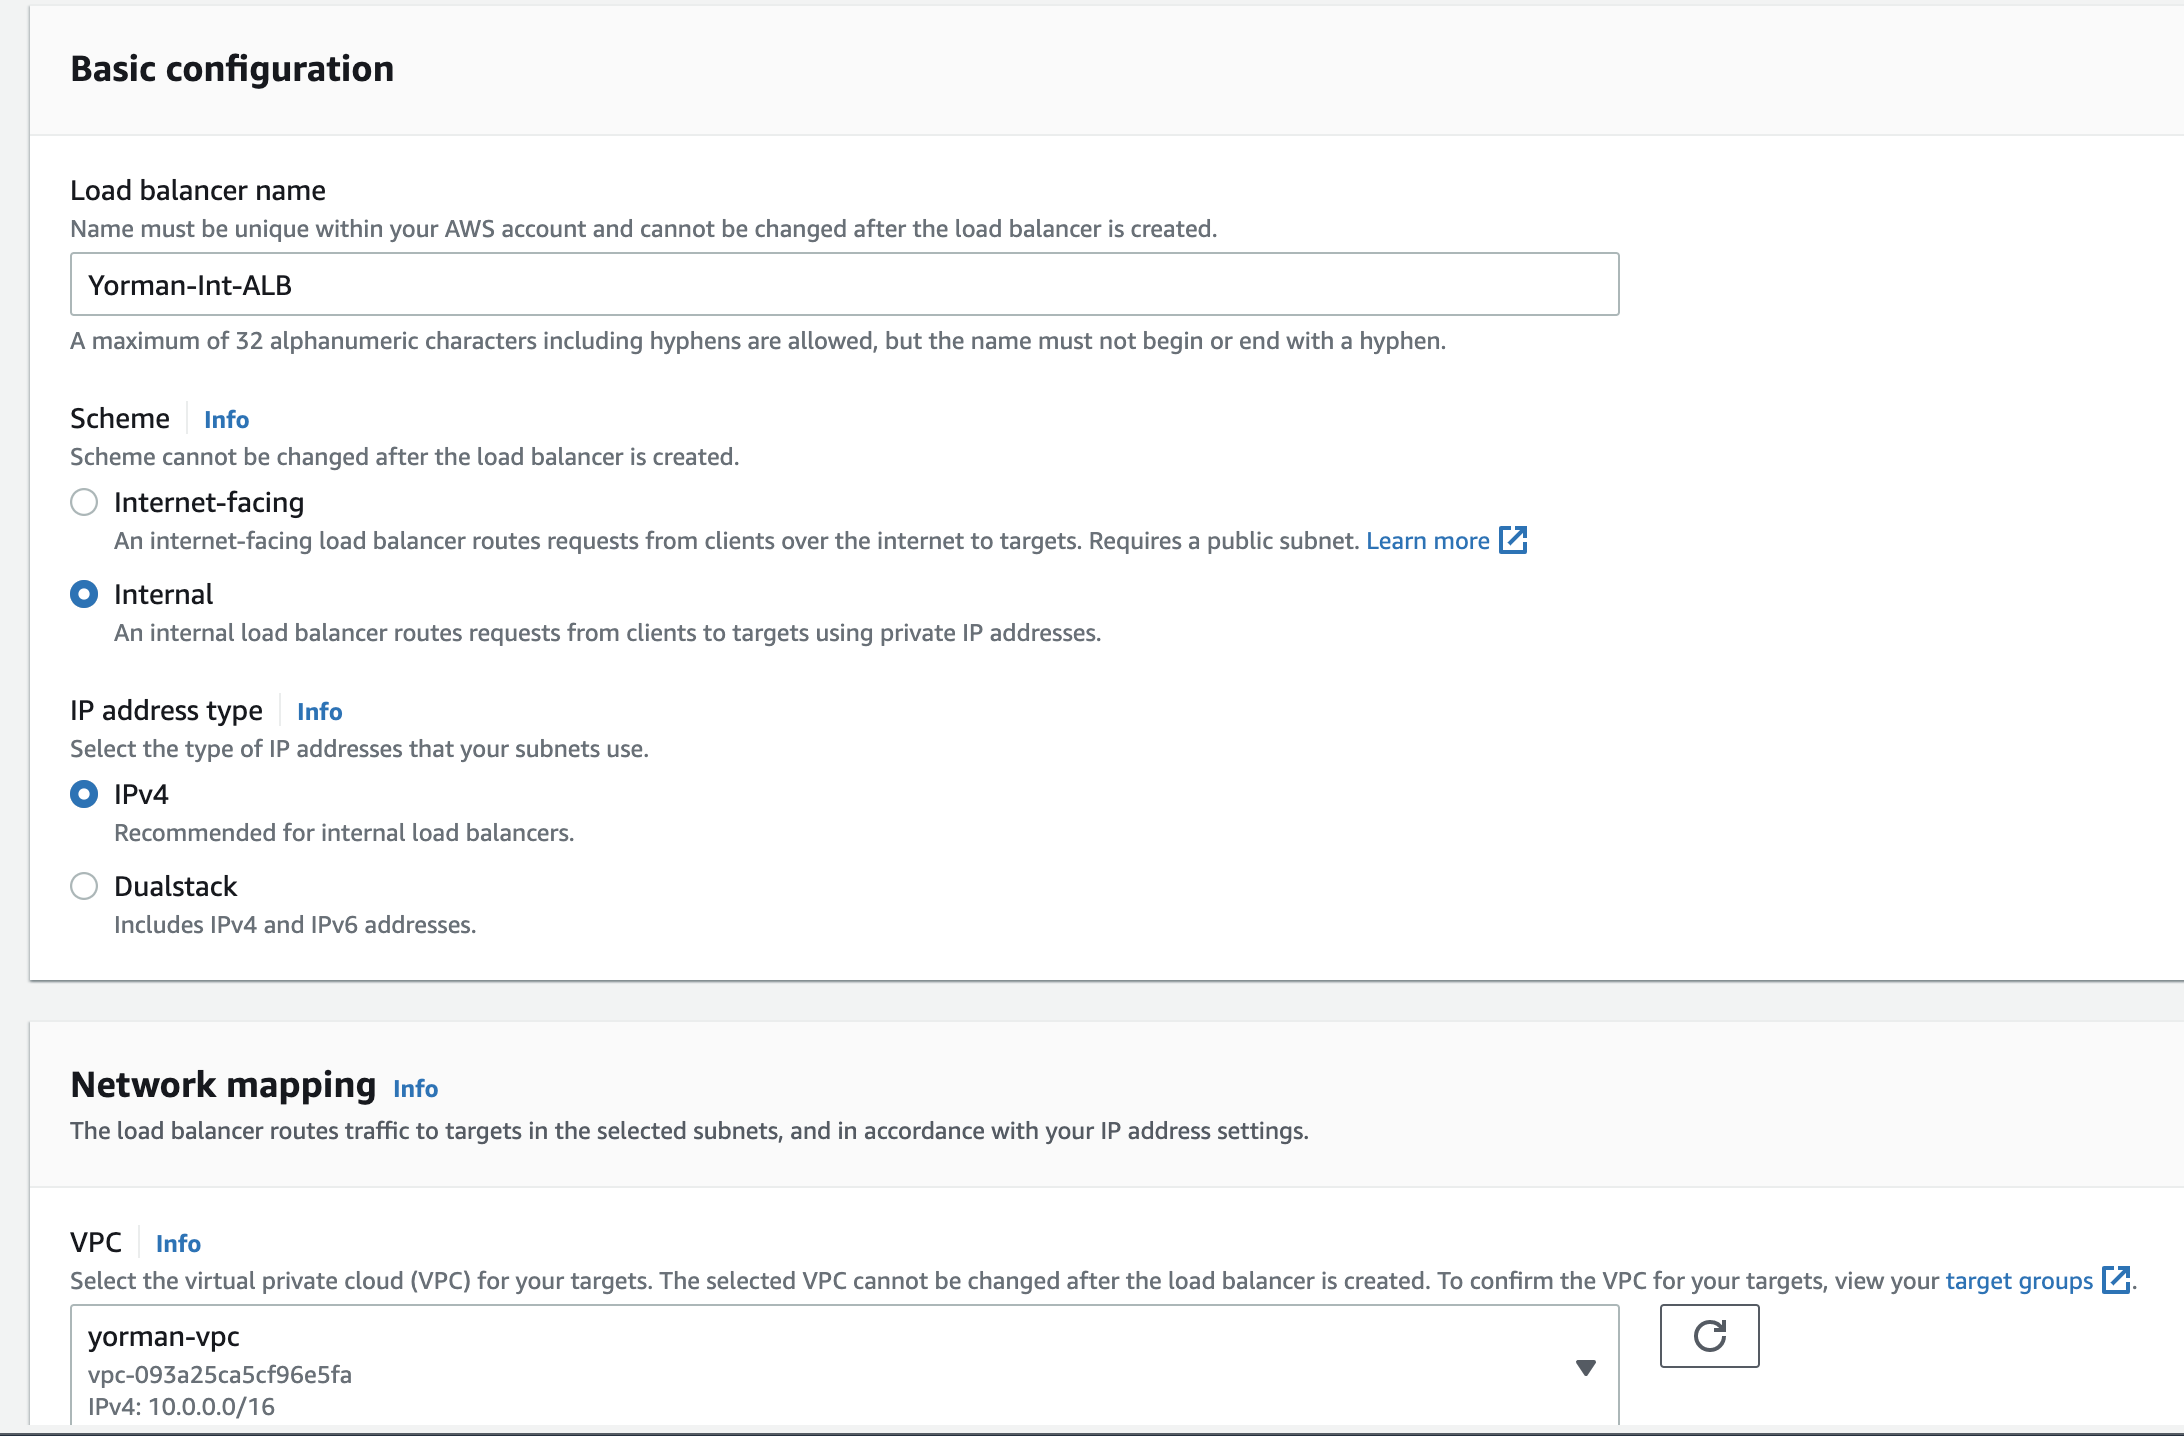 Basic configuration
Load balancer name
Name must be unique within your AWS account and cannot be changed after the load balancer is created.
Yorman-Int-ALB
A maximum of 32 alphanumeric characters including hyphens are allowed, but the name must not begin or end with a hyphen.
Scheme Info
Scheme cannot be changed after the load balancer is created.
Internet-facing
An internet-facing load balancer routes requests from clients over the internet to targets. Requires a public subnet. Learn more
Internal
An internal load balancer routes requests from clients to targets using private IP addresses.
IP address type Info
Select the type of IP addresses that your subnets use.
IPv4
Recommended for internal load balancers.
Dualstack
Includes IPv4 and IPv6 addresses.
Network mapping Info
The load balancer routes traffic to targets in the selected subnets, and in accordance with your IP address settings.
VPC Info
Select the virtual private cloud (VPC) for your targets. The selected VPC cannot be changed after the load balancer is created. To confirm the VPC for your targets, view your target groups.
yorman-vpc
vpc-093a25ca5cf96e5fa
IPv4: 10.0.0.0/16